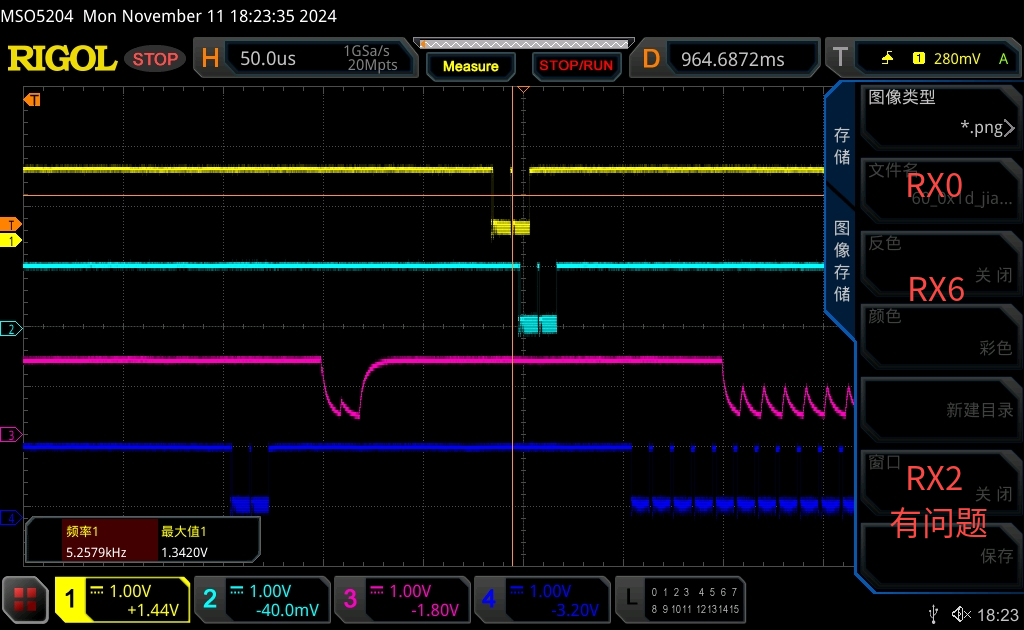 MSO5204 Mon November 11 18:23:35 2024
RIGOL STOP H 50.0us 1GSa/s 20Mpts Measure STOP/RUN D 964.6872ms T 1 280mV A
T
图像类型
*.png
存储
文件名
RX0
60_0x1d_jia...
T
1
图像存储
反色
关闭
RX6
颜色
彩色
2
新建目录
3
窗口
关闭
RX2
有问题
4
保存
频率1 最大值1
5.2579kHz 1.3420V
1 1.00V +1.44V
2 1.00V -40.0mV
3 1.00V -1.80V
4 1.00V -3.20V
L 0 1 2 3 4 5 6 7
8 9 10 11 12 13 14 15
18:23